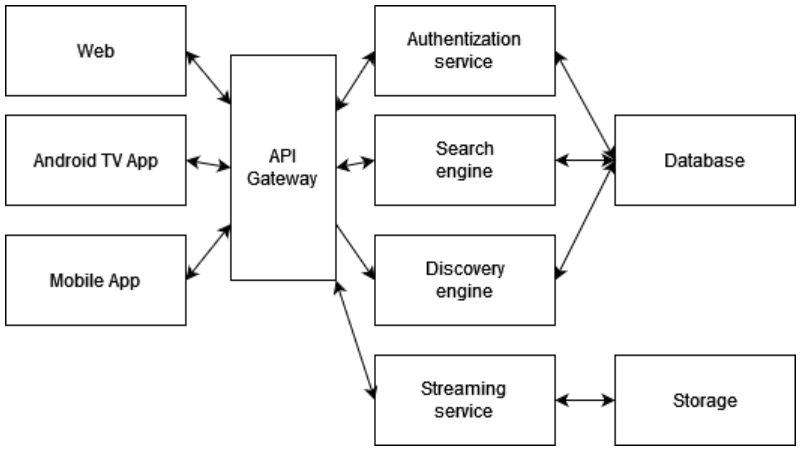 Web
Android TV App
Mobile App
API
Gateway
Authentization
service
Search
engine
Discovery
engine
Streaming
service
Database
Storage